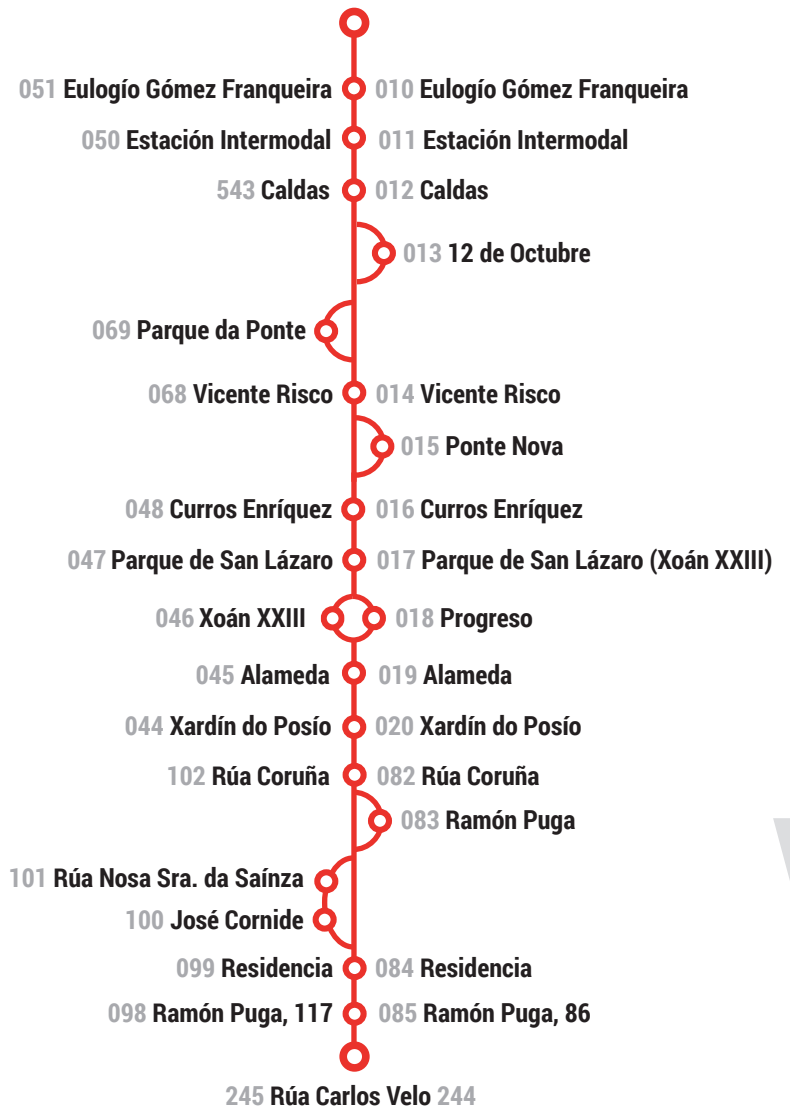 051 Eulogío Gómez Franqueira 010 Eulogío Gómez Franqueira
050 Estación Intermodal 011 Estación Intermodal
543 Caldas 012 Caldas
013 12 de Octubre
069 Parque da Ponte
068 Vicente Risco 014 Vicente Risco
015 Ponte Nova
048 Curros Enríquez 016 Curros Enríquez
047 Parque de San Lázaro 017 Parque de San Lázaro (Xoán XXIII)
046 Xoán XXIII 018 Progreso
045 Alameda 019 Alameda
044 Xardín do Posío 020 Xardín do Posío
102 Rúa Coruña 082 Rúa Coruña
083 Ramón Puga
101 Rúa Nosa Sra. da Saínza
100 José Cornide
099 Residencia 084 Residencia
098 Ramón Puga, 117 085 Ramón Puga, 86
245 Rúa Carlos Velo 244